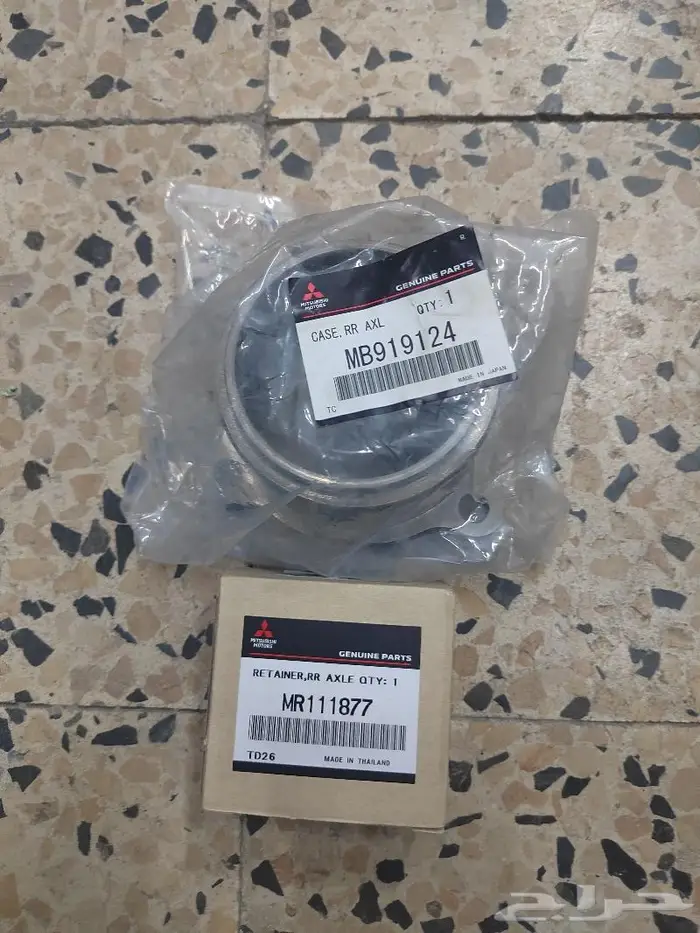 R
GENUINE PARTS
MITSUBISHI
MOTORS
CASE,RR AXL QTY:1
MB919124
TC MADE IN JAPAN
MITSUBISHI
MOTORS
GENUINE PARTS
RETAINER,RR AXLE QTY: 1
MR111877
TD26 MADE IN THAILAND
حراج